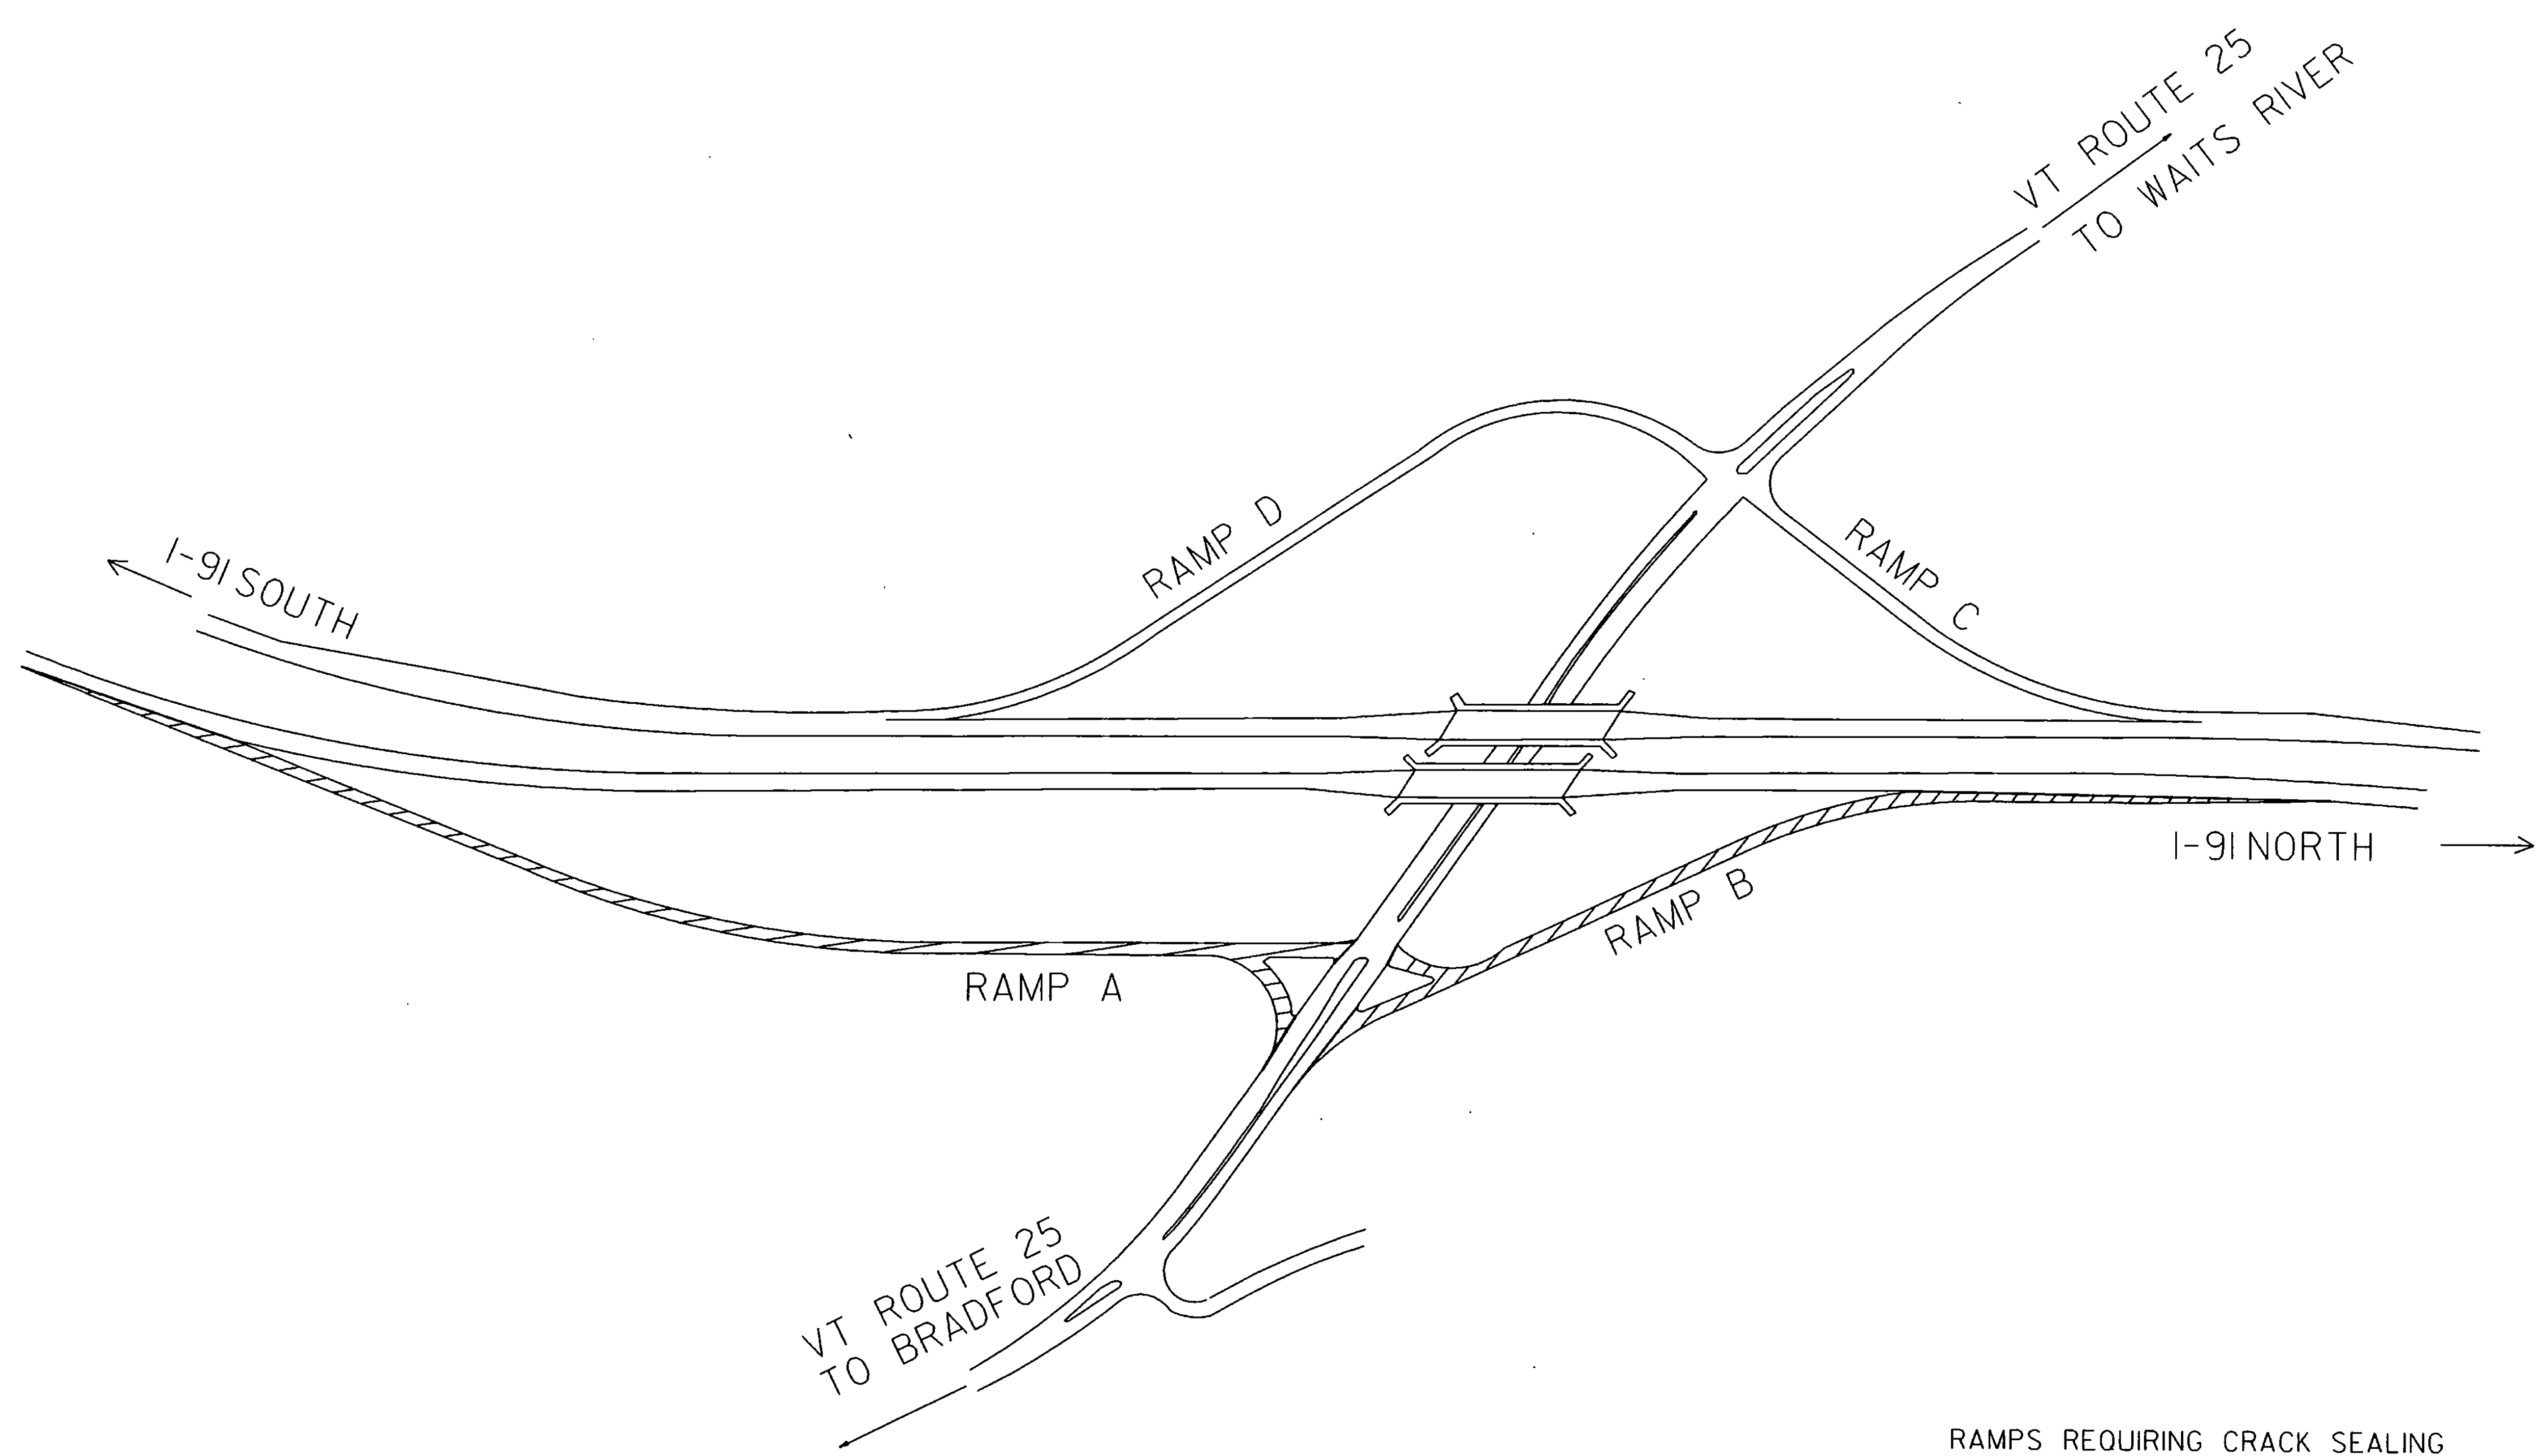 VT ROUTE 25
TO WAITS RIVER
RAMP D
RAMP C
I-91 SOUTH
I-91 NORTH
RAMP B
RAMP A
VT ROUTE 25
TO BRADFORD
RAMPS REQUIRING CRACK SEALING